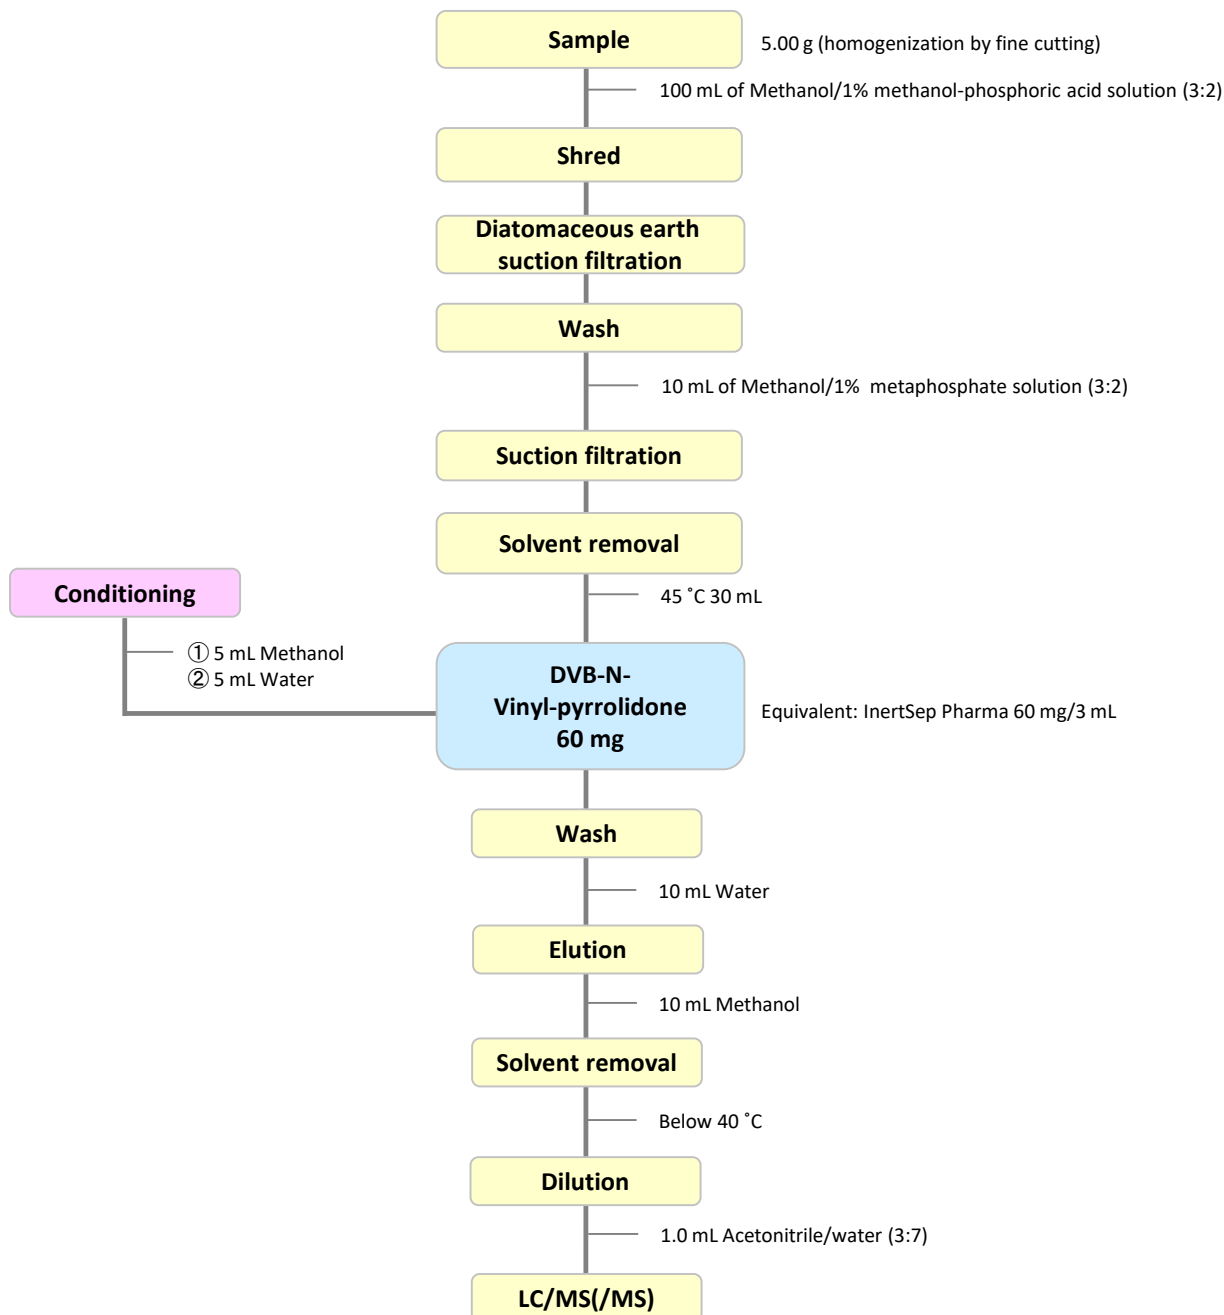 Sample
5.00 g (homogenization by fine cutting)
100 mL of Methanol/1% methanol-phosphoric acid solution (3:2)
Shred
Diatomaceous earth
suction filtration
Wash
10 mL of Methanol/1% metaphosphate solution (3:2)
Suction filtration
Solvent removal
45 ˚C 30 mL
Conditioning
① 5 mL Methanol
② 5 mL Water
DVB-N-
Vinyl-pyrrolidone
60 mg
Equivalent: InertSep Pharma 60 mg/3 mL
Wash
10 mL Water
Elution
10 mL Methanol
Solvent removal
Below 40 ˚C
Dilution
1.0 mL Acetonitrile/water (3:7)
LC/MS(/MS)